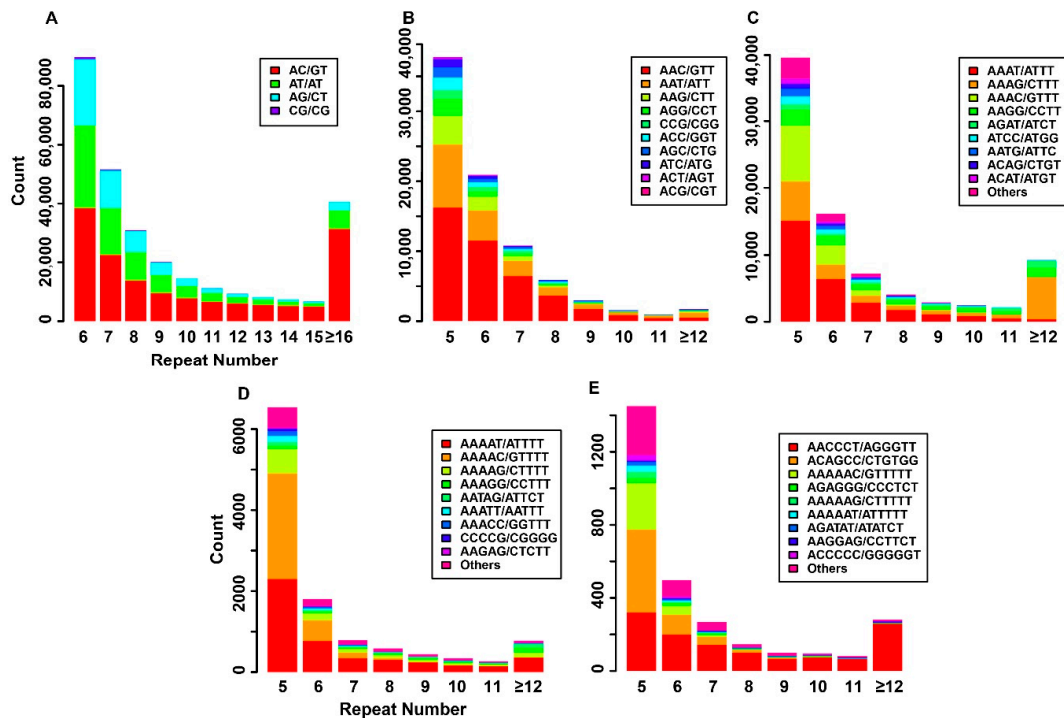 A
Count
80,000
60,000
40,000
20,000
0
AC/GT
AT/AT
AG/CT
CG/CG
6 7 8 9 10 11 12 13 14 15 ≥16
Repeat Number
B
40,000
30,000
20,000
10,000
0
AAC/GTT
AAT/ATT
AAG/CTT
AGG/CCT
CCG/CGG
ACC/GGT
AGC/CTG
ATC/ATG
ACT/AGT
ACG/CGT
5 6 7 8 9 10 11 ≥12
C
40,000
30,000
20,000
10,000
0
AAAT/ATTT
AAAG/CTTT
AAAC/GTTT
AAGG/CCTT
AGAT/ATCT
ATCC/ATGG
AATG/ATTC
ACAG/CTGT
ACAT/ATGT
Others
5 6 7 8 9 10 11 ≥12
D
Count
6000
4000
2000
0
AAAAT/ATTTT
AAAAC/GTTTT
AAAAG/CTTTT
AAAGG/CCTTT
AATAG/ATTCT
AAATT/AATTT
AAACC/GGTTT
CCCCG/CGGGG
AAGAG/CTCTT
Others
5 6 7 8 9 10 11 ≥12
Repeat Number
E
1200
800
400
0
AACCCT/AGGGTT
ACAGCC/CTGTGG
AAAAAC/GTTTTT
AGAGGG/CCCTCT
AAAAAG/CTTTTT
AAAAAT/ATTTTT
AGATAT/ATATCT
AAGGAG/CCTTCT
ACCCCC/GGGGGT
Others
5 6 7 8 9 10 11 ≥12